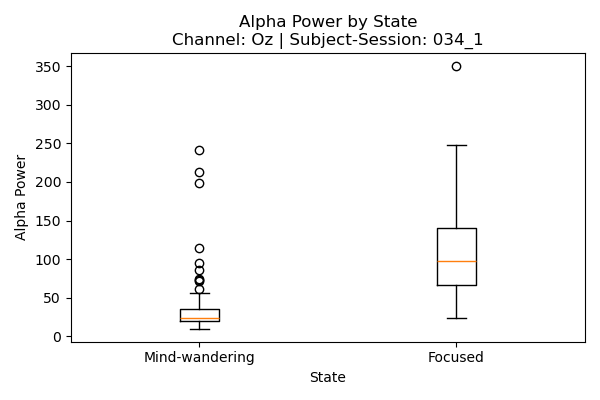 Alpha Power by State
Channel: Oz | Subject-Session: 034_1
Alpha Power
350
300
250
200
150
100
50
0
Mind-wandering
Focused
State